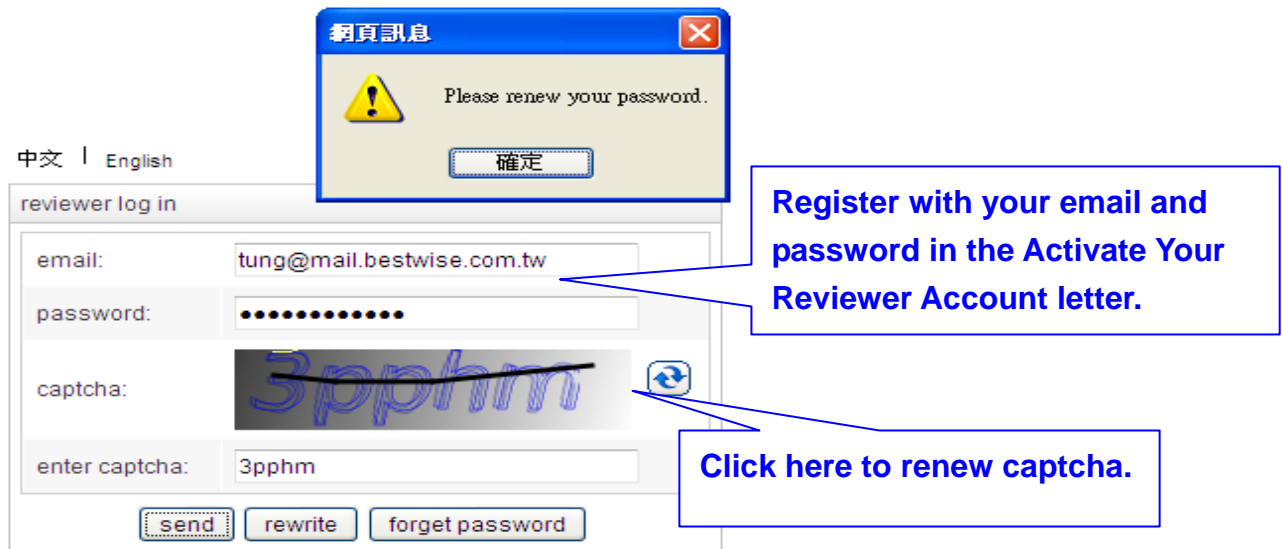 網頁訊息
Please renew your password.
確定
中文 | English
reviewer log in
email: tung@mail.bestwise.com.tw
password: ••••••••••••
captcha: 3pphm
enter captcha: 3pphm
send rewrite forget password
Register with your email and
password in the Activate Your
Reviewer Account letter.
Click here to renew captcha.